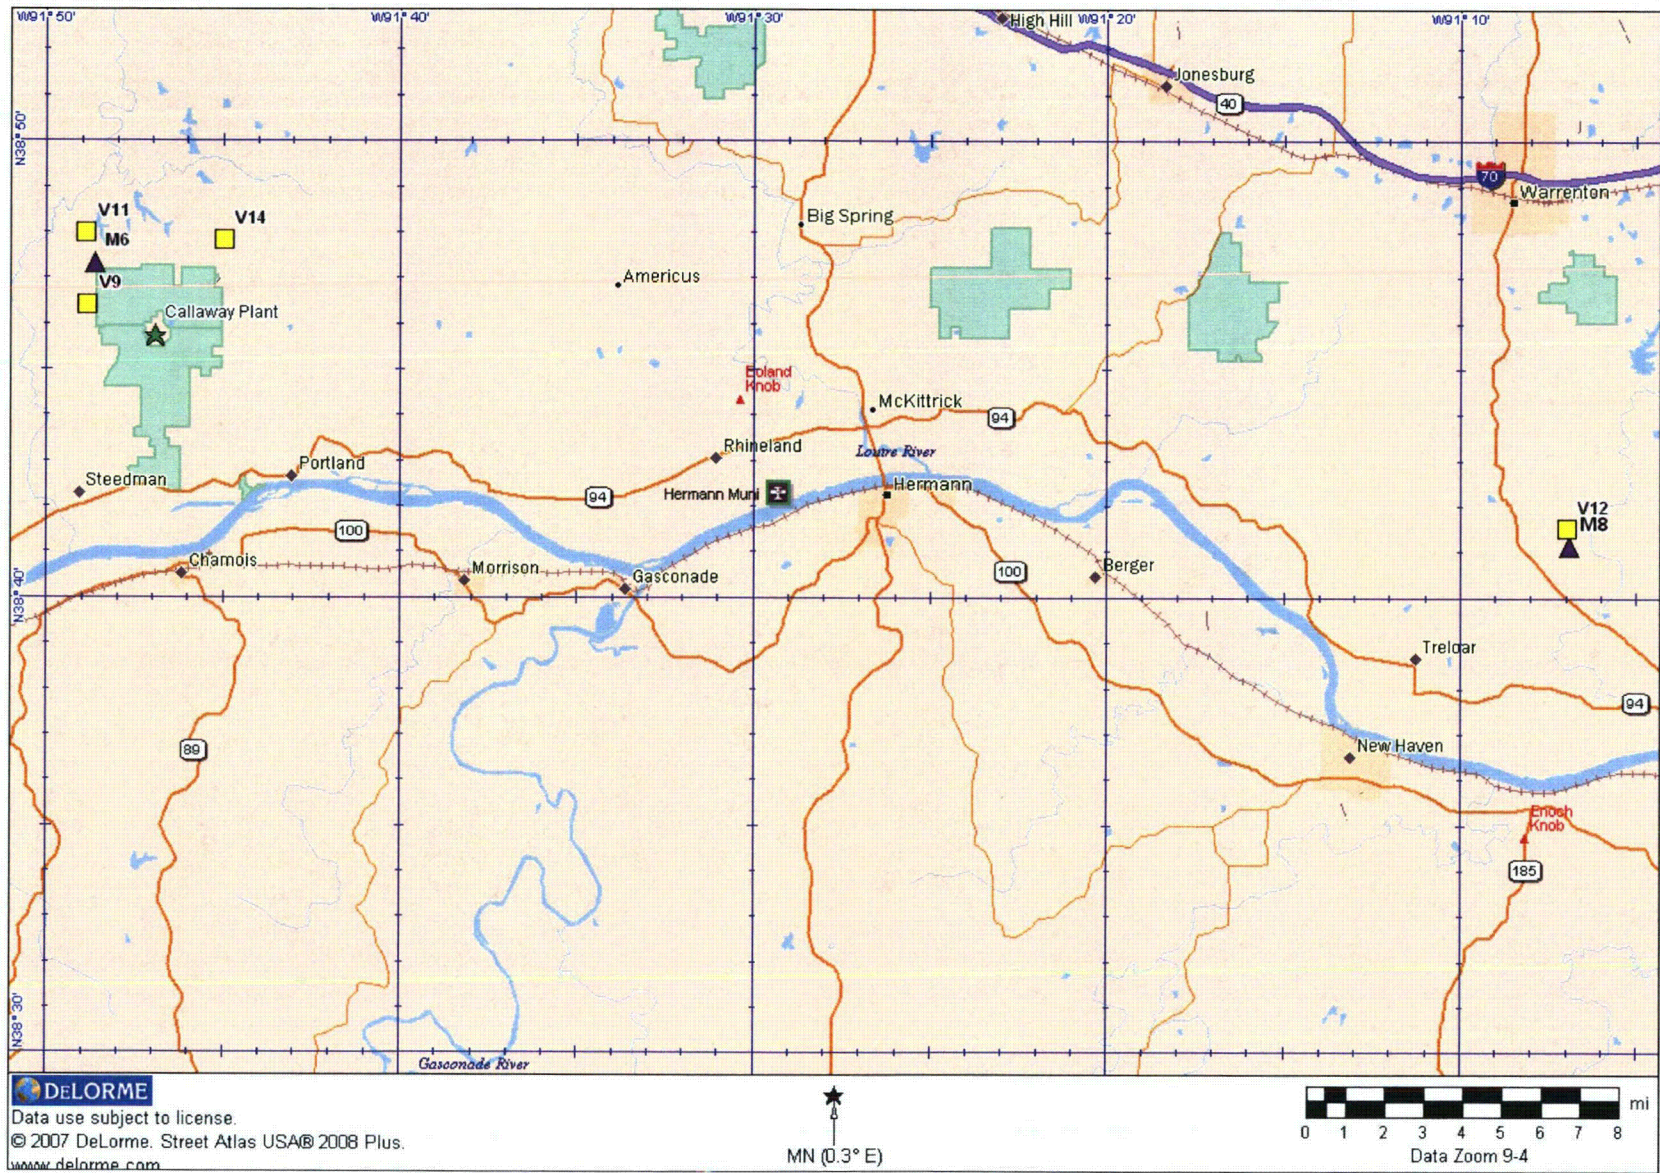 W91°50'
W91°40'
W91°30'
W91°20'
W91°10'
High Hill
Jonesburg
40
N38°50'
70
Warrenton
V11
V14
M6
Big Spring
V9
Americus
Callaway Plant
Eoland
Knob
McKittrick
94
Rhineland
Loutre River
Portland
Steedman
Hermann
Hermann Muni
94
V12
M8
100
Chamois
Morrison
Gasconade
100
Berger
N38°40'
Treloar
94
89
New Haven
Enoch
Knob
185
N38°30'
Gasconade River
DELORME
Data use subject to license.
© 2007 DeLorme. Street Atlas USA® 2008 Plus.
www.delorme.com
MN (0.3° E)
mi
0 1 2 3 4 5 6 7 8
Data Zoom 9-4